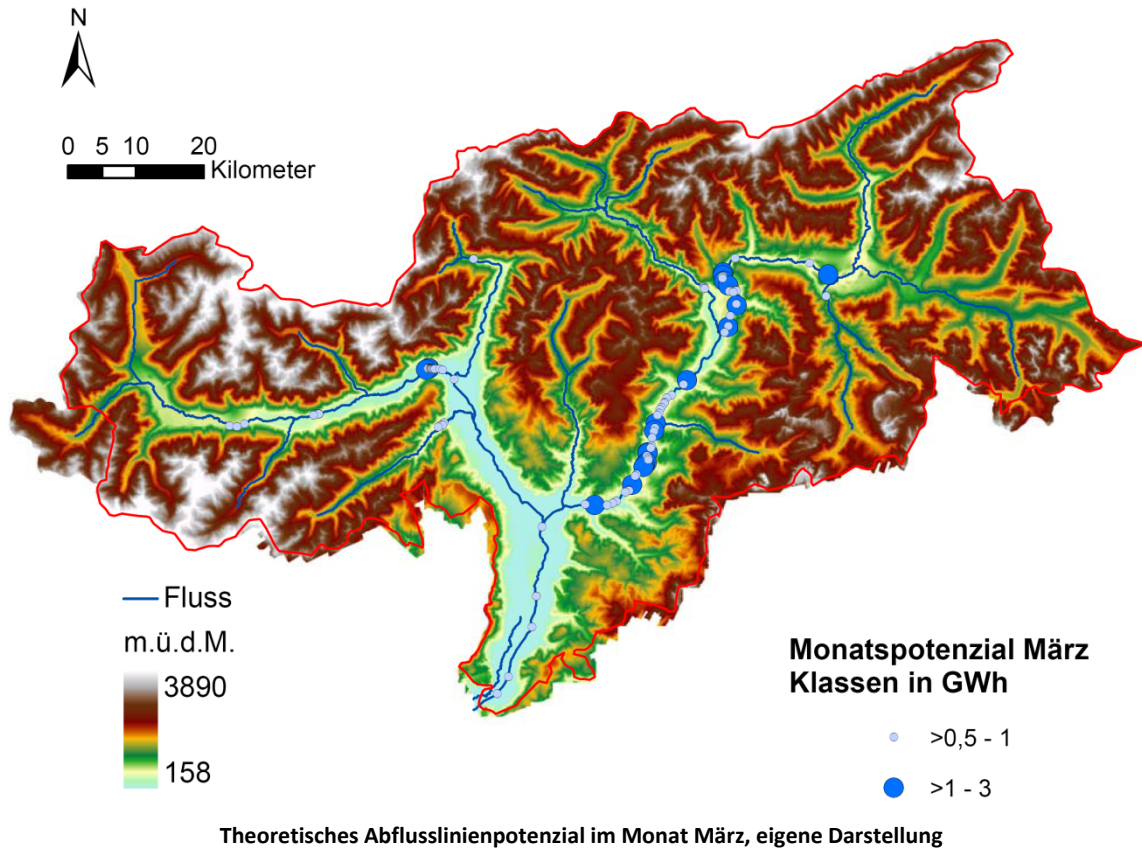 N
0 5 10 20
Kilometer
Fluss
m.ü.d.M.
3890
158
Monatspotenzial März
Klassen in GWh
>0,5 - 1
>1 - 3
Theoretisches Abflusslinienpotenzial im Monat März, eigene Darstellung